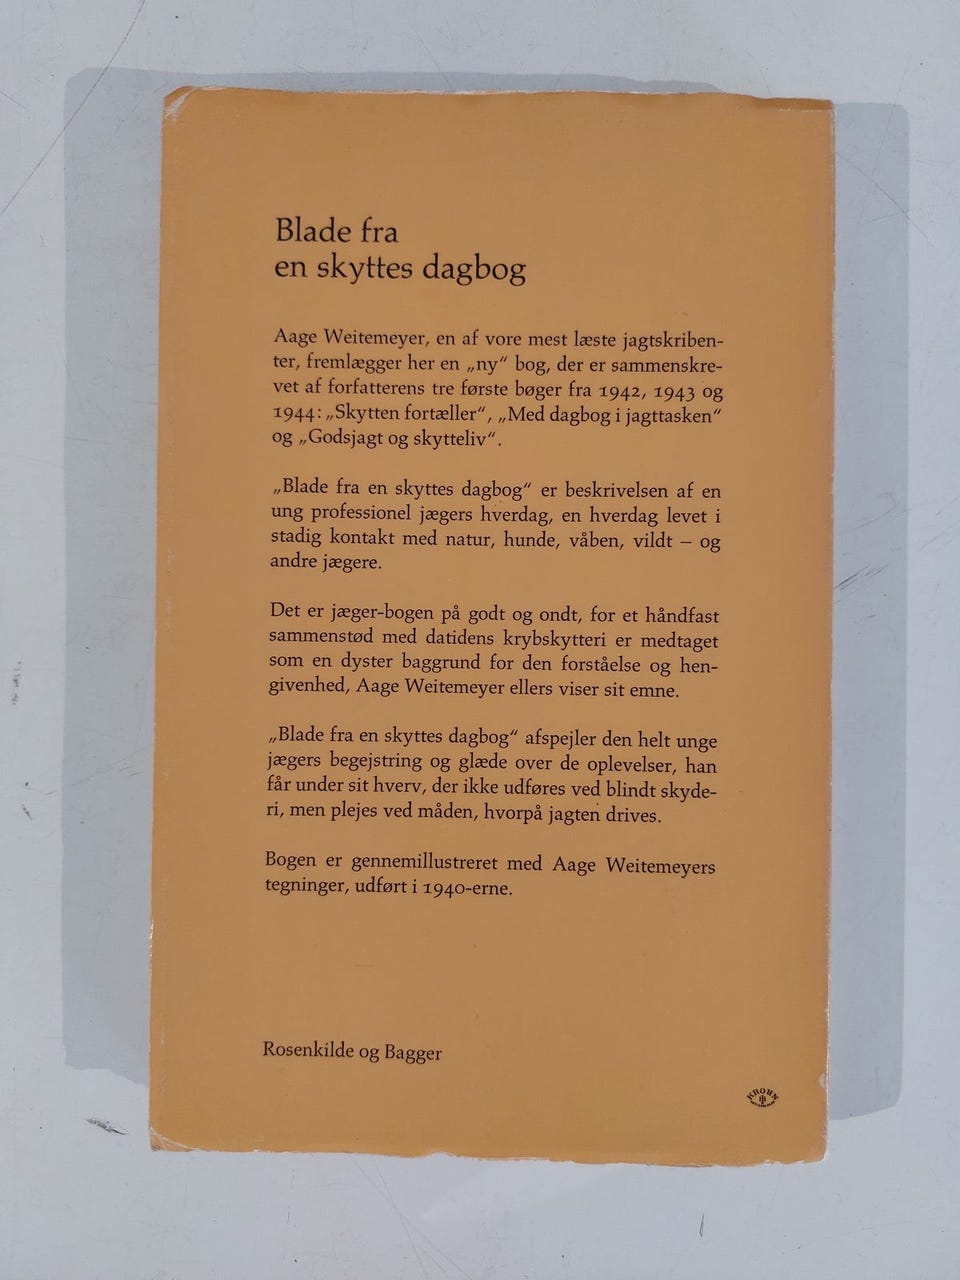 Blade fra
en skyttes dagbog
Aage Weitemeyer, en af vore mest læste jagtskriben-
ter, fremlægger her en „ny“ bog, der er sammenskre-
vet af forfatterens tre første bøger fra 1942, 1943 og
1944: „Skytten fortæller“, „Med dagbog i jagttasken“
og „Godsjagt og skytteliv“.
„Blade fra en skyttes dagbog“ er beskrivelsen af en
ung professionel jægers hverdag, en hverdag levet i
stadig kontakt med natur, hunde, våben, vildt – og
andre jægere.
Det er jæger-bogen på godt og ondt, for et håndfast
sammenstød med datidens krybskytteri er medtaget
som en dyster baggrund for den forståelse og hen-
givenhed, Aage Weitemeyer ellers viser sit emne.
„Blade fra en skyttes dagbog“ afspejler den helt unge
jægers begejstring og glæde over de oplevelser, han
får under sit hverv, der ikke udføres ved blindt skyde-
ri, men plejes ved måden, hvorpå jagten drives.
Bogen er gennemillustreret med Aage Weitemeyers
tegninger, udført i 1940-erne.
Rosenkilde og Bagger
KROHN